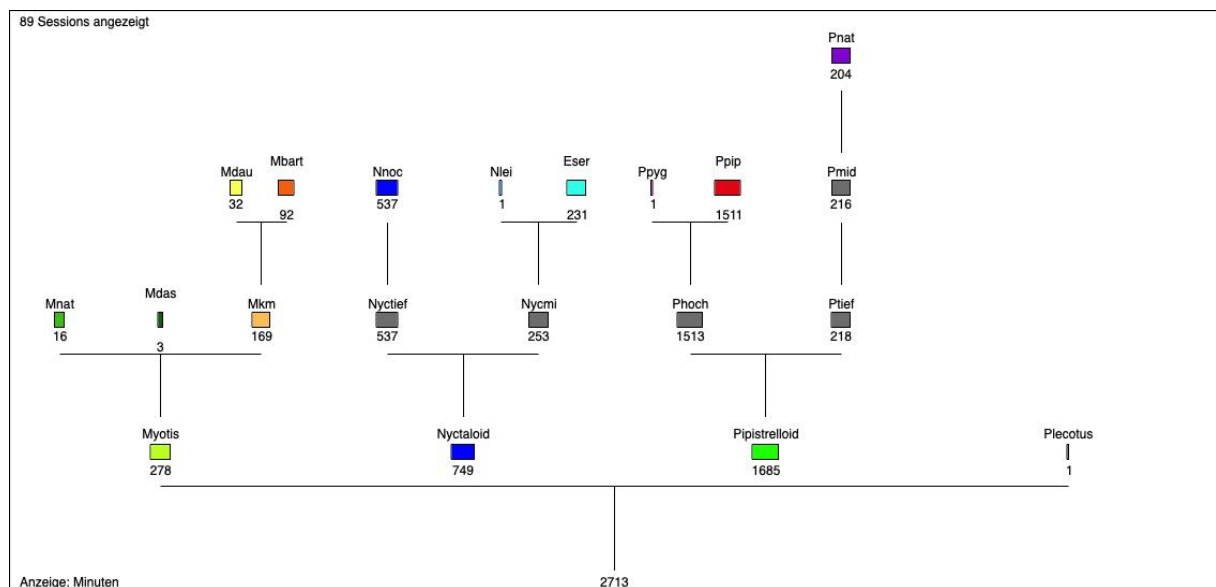 89 Sessions angezeigt
Pnat
204
Mdau Mbart Nnoc Nlei Eser Ppyg Ppip Pmid
32 92 537 1 231 1 1511 216
Mnat Mdas Mkm Nyctief Nycmi Phoch Ptief
16 3 169 537 253 1513 218
Myotis Nyctaloid Pipistrelloid Plecotus
278 749 1685 1
Anzeige: Minuten 2713